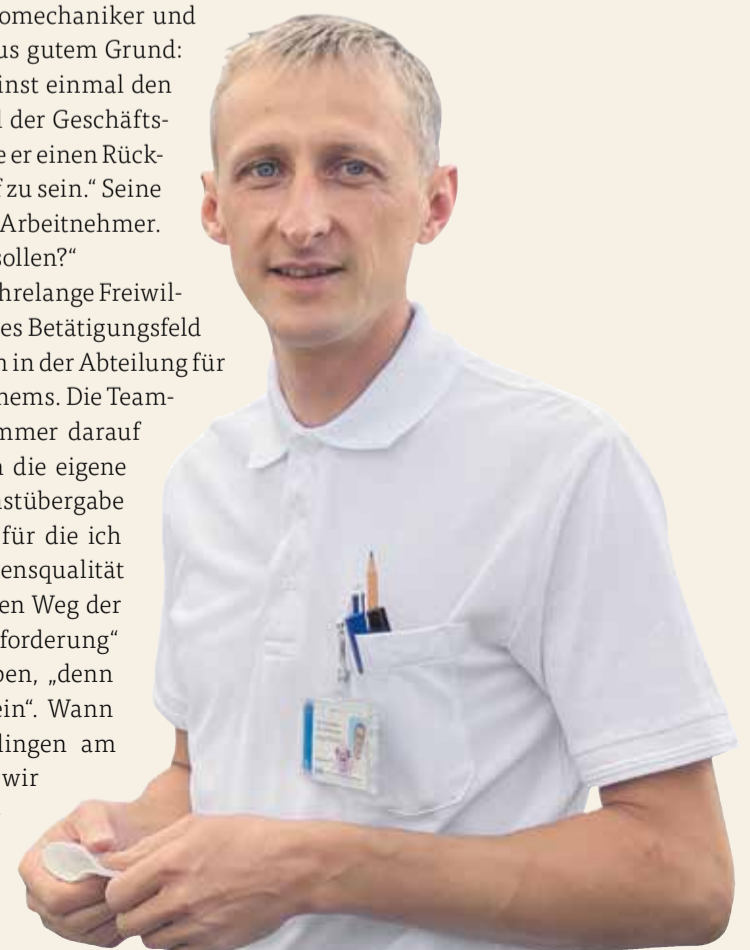 omechaniker und
us gutem Grund:
inst einmal den
l der Geschäfts-
e er einen Rück-
f zu sein.“ Seine
Arbeitnehmer.
sollen?“
hrelange Freiwil-
es Betätigungsfeld
n in der Abteilung für
hems. Die Team-
mmer darauf
n die eigene
nstübergabe
für die ich
ensqualität
en Weg der
forderung“
ben, „denn
ein“. Wann
lingen am
wir